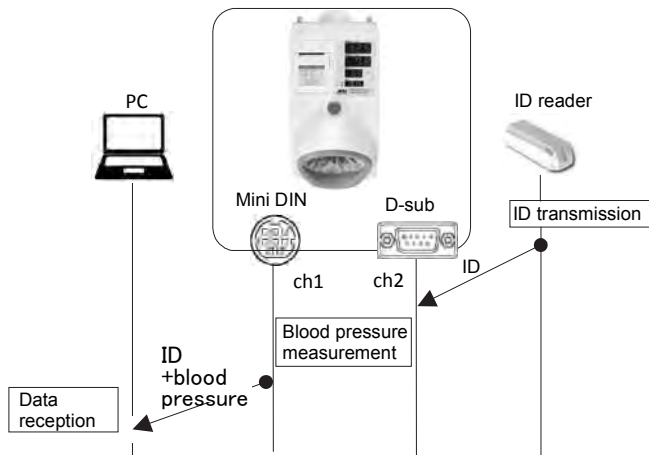 PC
ID reader
Mini DIN
D-sub
ID transmission
ch1
ch2
ID
Blood pressure
measurement
ID
+blood
pressure
Data
reception